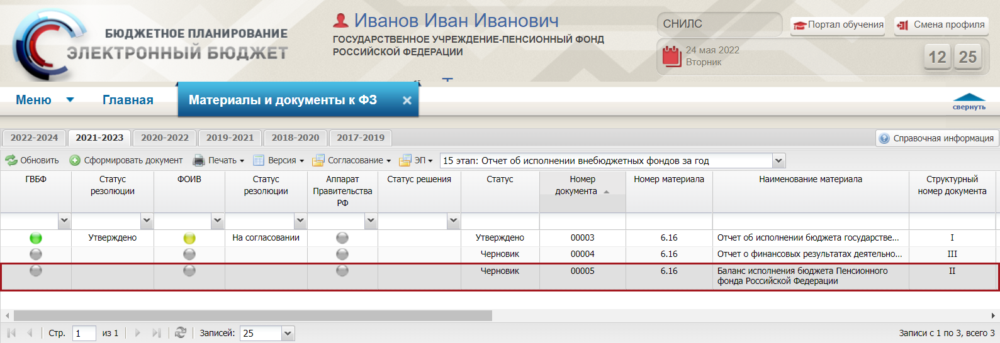 БЮДЖЕТНОЕ ПЛАНИРОВАНИЕ
ЭЛЕКТРОННЫЙ БЮДЖЕТ
Иванов Иван Иванович
ГОСУДАРСТВЕННОЕ УЧРЕЖДЕНИЕ-ПЕНСИОННЫЙ ФОНД
РОССИЙСКОЙ ФЕДЕРАЦИИ
СНИЛС
Портал обучения
Смена профиля
24 мая 2022
Вторник
12 25
Меню
Главная
Материалы и документы к ФЗ
свернуть
2022-2024 2021-2023 2020-2022 2019-2021 2018-2020 2017-2019
Справочная информация
Обновить Сформировать документ Печать Версия Согласование ЭП 15 этап: Отчет об исполнении внебюджетных фондов за год
ГВБФ
Статус
резолюции
ФОИВ
Статус
резолюции
Аппарат
Правительства
РФ
Статус решения
Статус
Номер
документа
Номер материала
Наименование материала
Структурный
номер документа
Утверждено На согласовании Утверждено 00003 6.16 Отчет об исполнении бюджета государстве... I
Черновик 00004 6.16 Отчет о финансовых результатах деятельно... III
Черновик 00005 6.16 Баланс исполнения бюджета Пенсионного II
фонда Российской Федерации
Стр. 1 из 1 Записей: 25 Записи с 1 по 3, всего 3